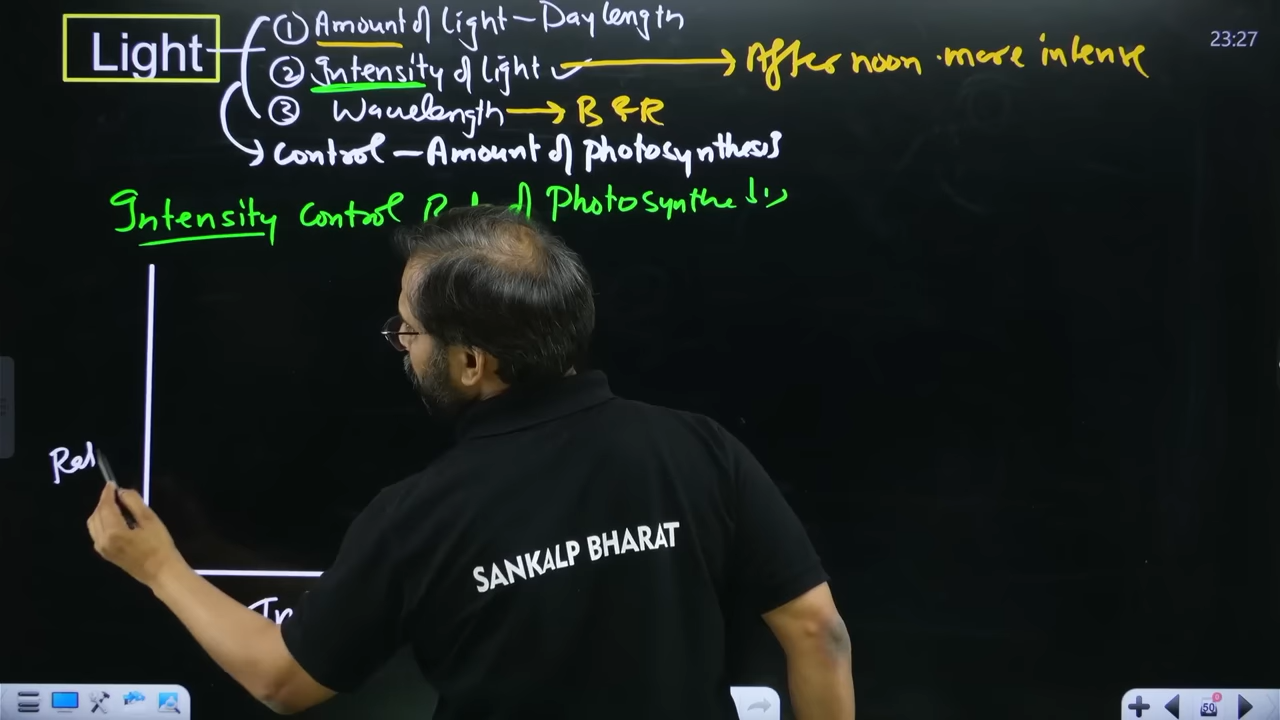 Light
① Amount of light - Day length
② Intensity of light ✓ → After noon more intense
③ Wavelength → B & R
→ Control - Amount of photosynthesis
Intensity control of Photosynthesis
23:27
SANKALP BHARAT
50